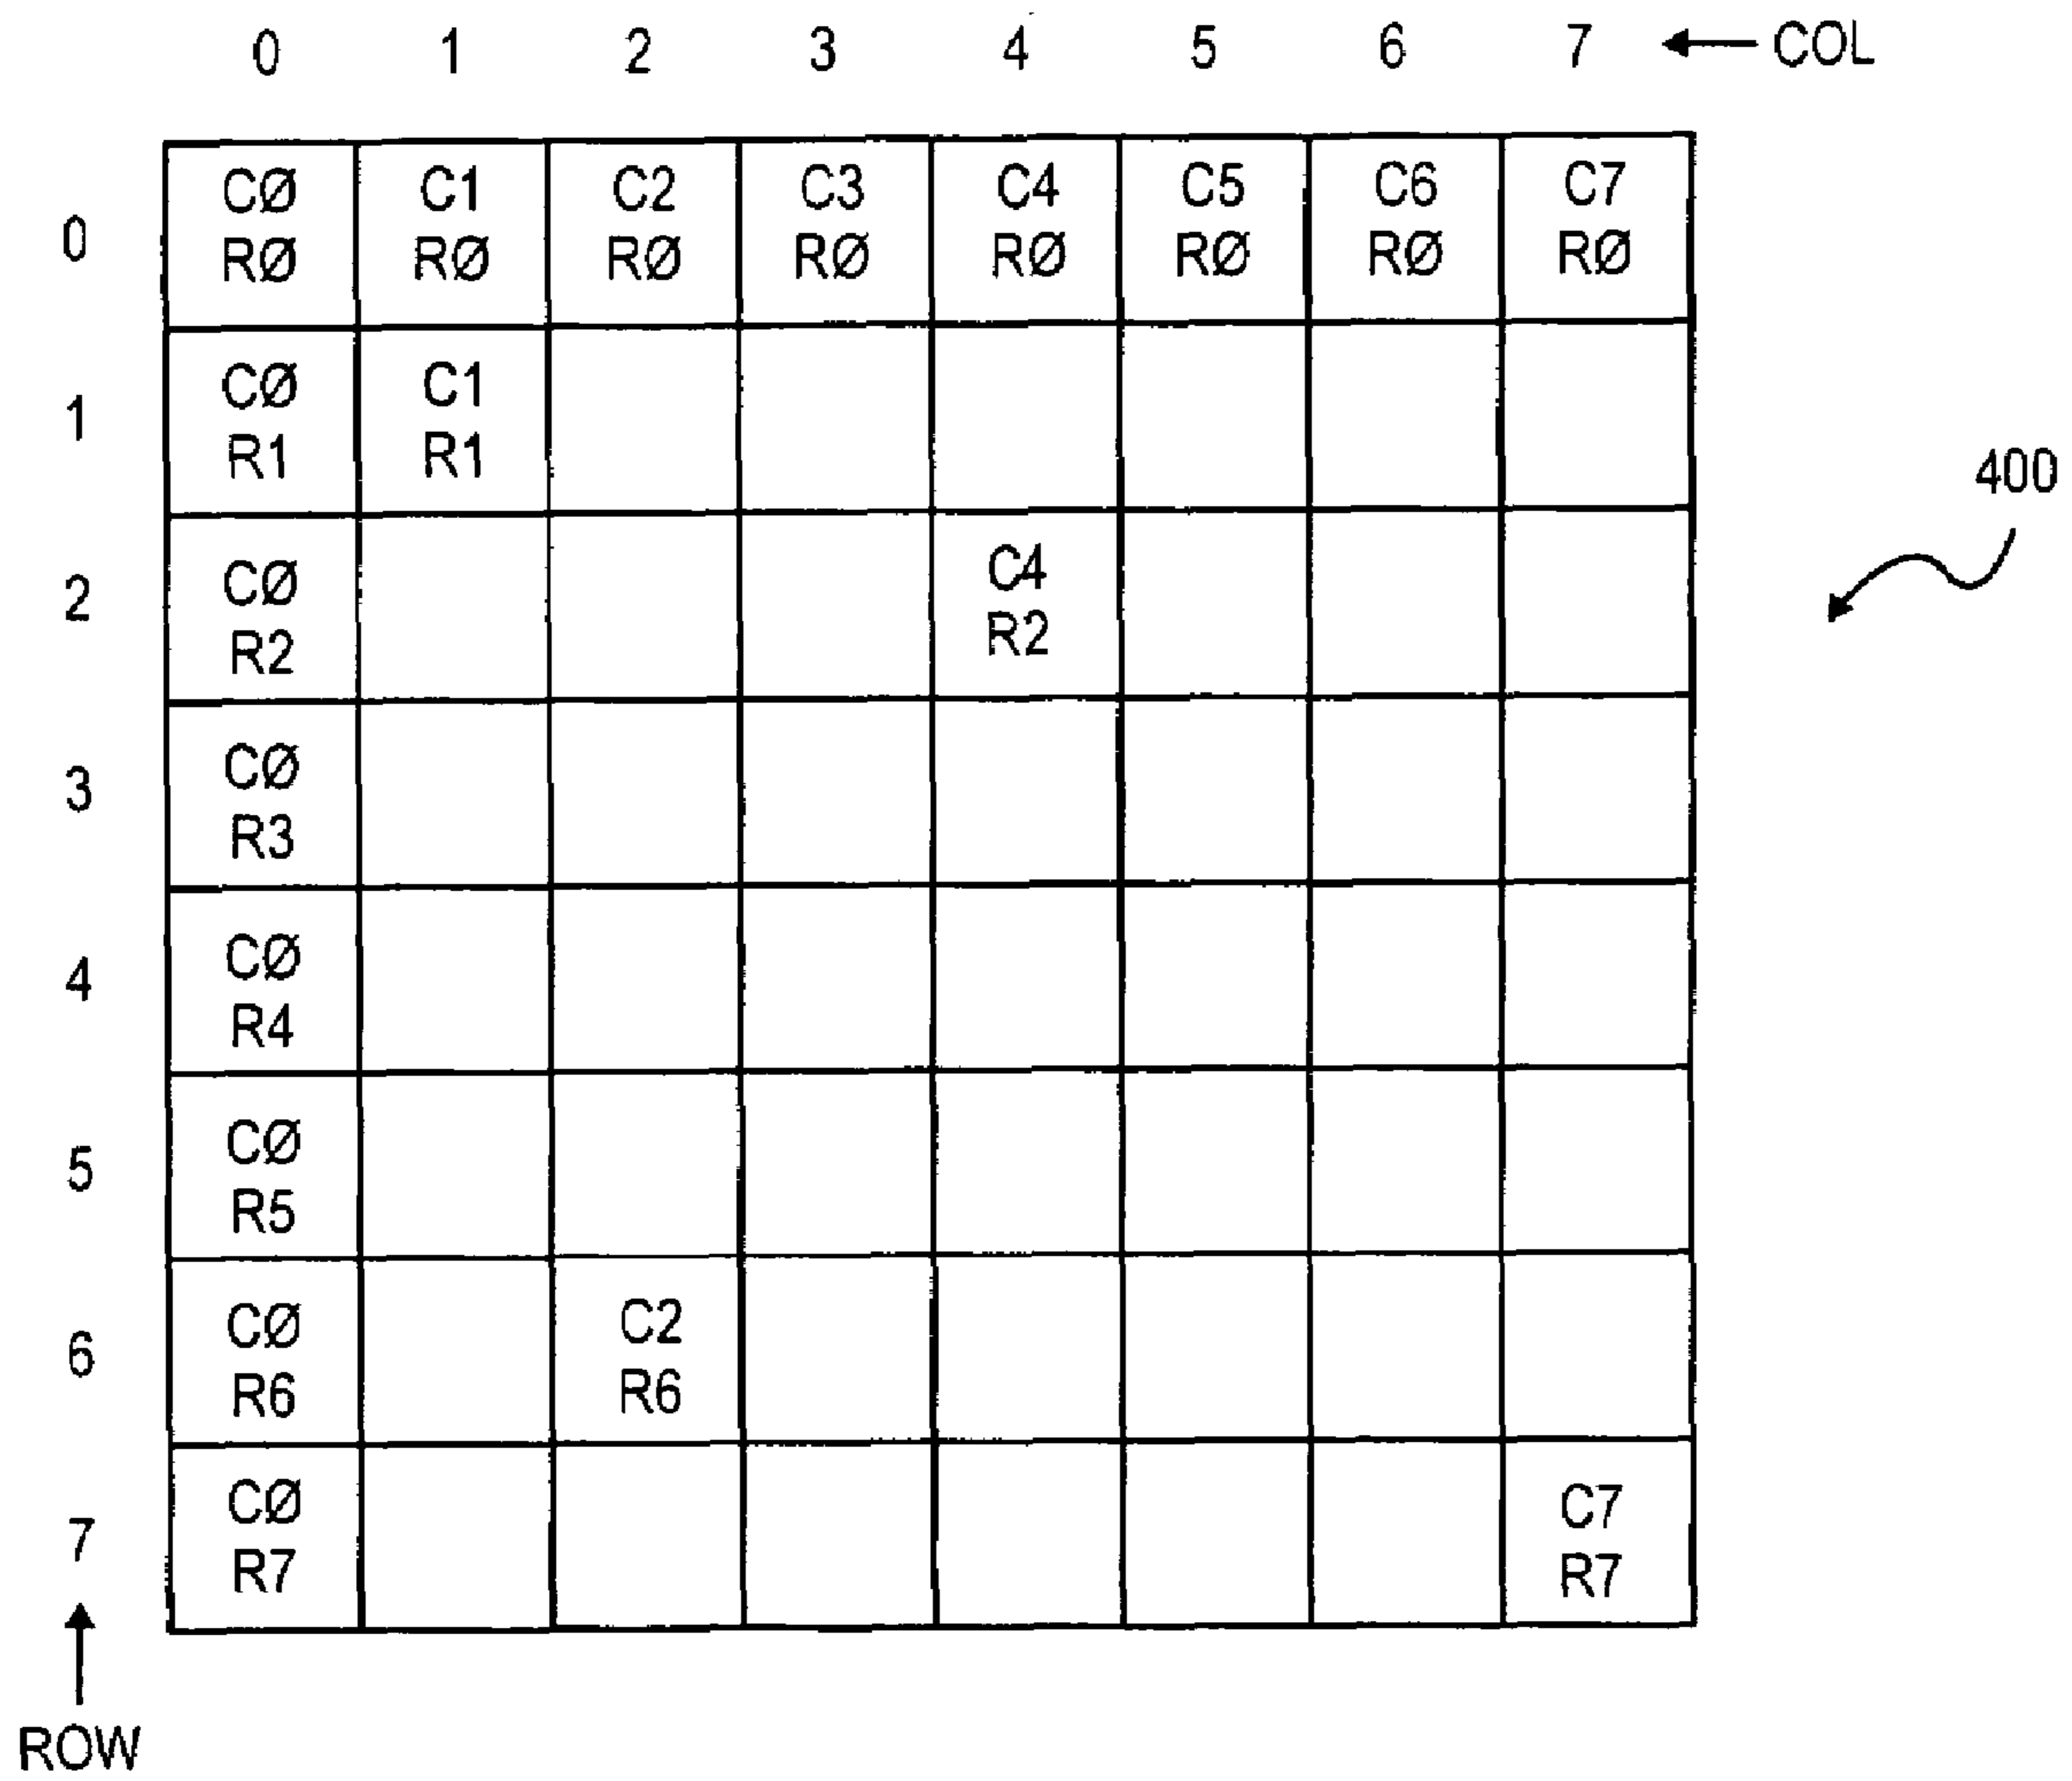 0 1 2 3 4 5 6 7 COL
CØ C1 C2 C3 C4 C5 C6 C7
0
RØ RØ RØ RØ RØ RØ RØ RØ
CØ C1
1
R1 R1
400
CØ C4
2
R2 R2
CØ
3
R3
CØ
4
R4
CØ
5
R5
CØ C2
6
R6 R6
CØ C7
7
R7 R7
ROW